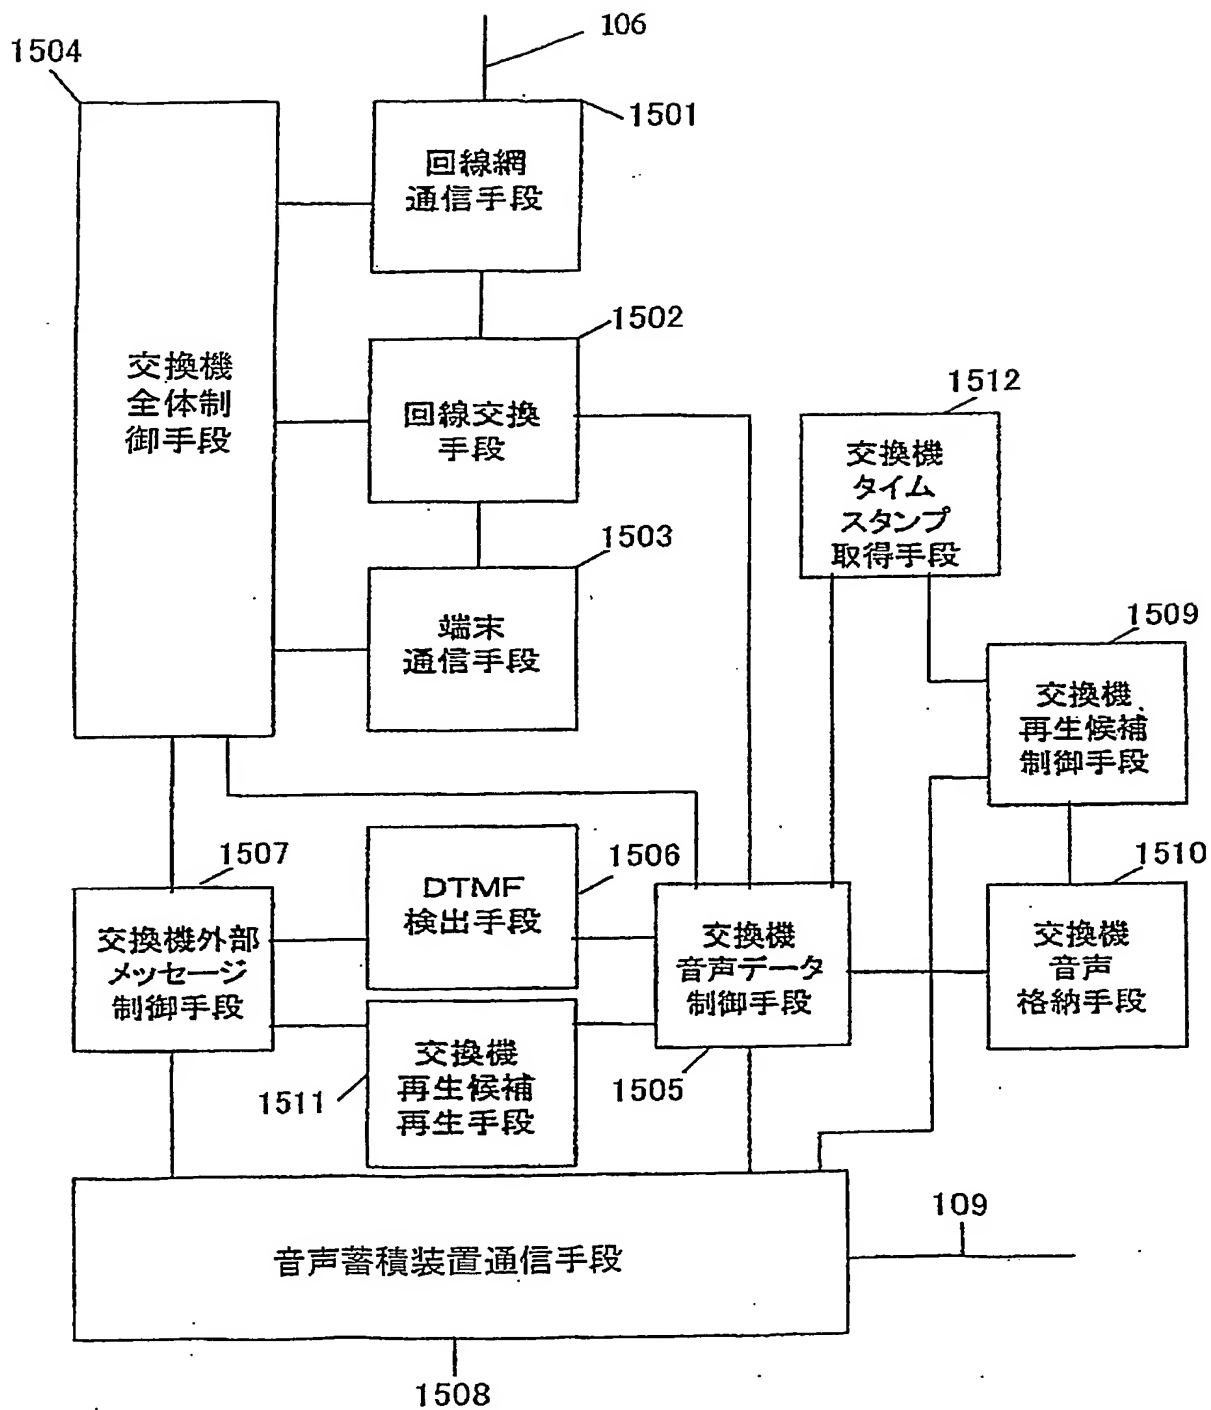 106
1504
1501
回線網
通信手段
1502
交換機
全体制
御手段
回線交換
手段
1512
交換機
タイム
スタンプ
取得手段
1503
端末
通信手段
1509
交換機
再生候補
制御手段
1507
1506
1510
DTMF
検出手段
交換機外部
メッセージ
制御手段
交換機
音声データ
制御手段
交換機
音声
格納手段
1511
交換機
再生候補
再生手段
1505
109
音声蓄積装置通信手段
1508